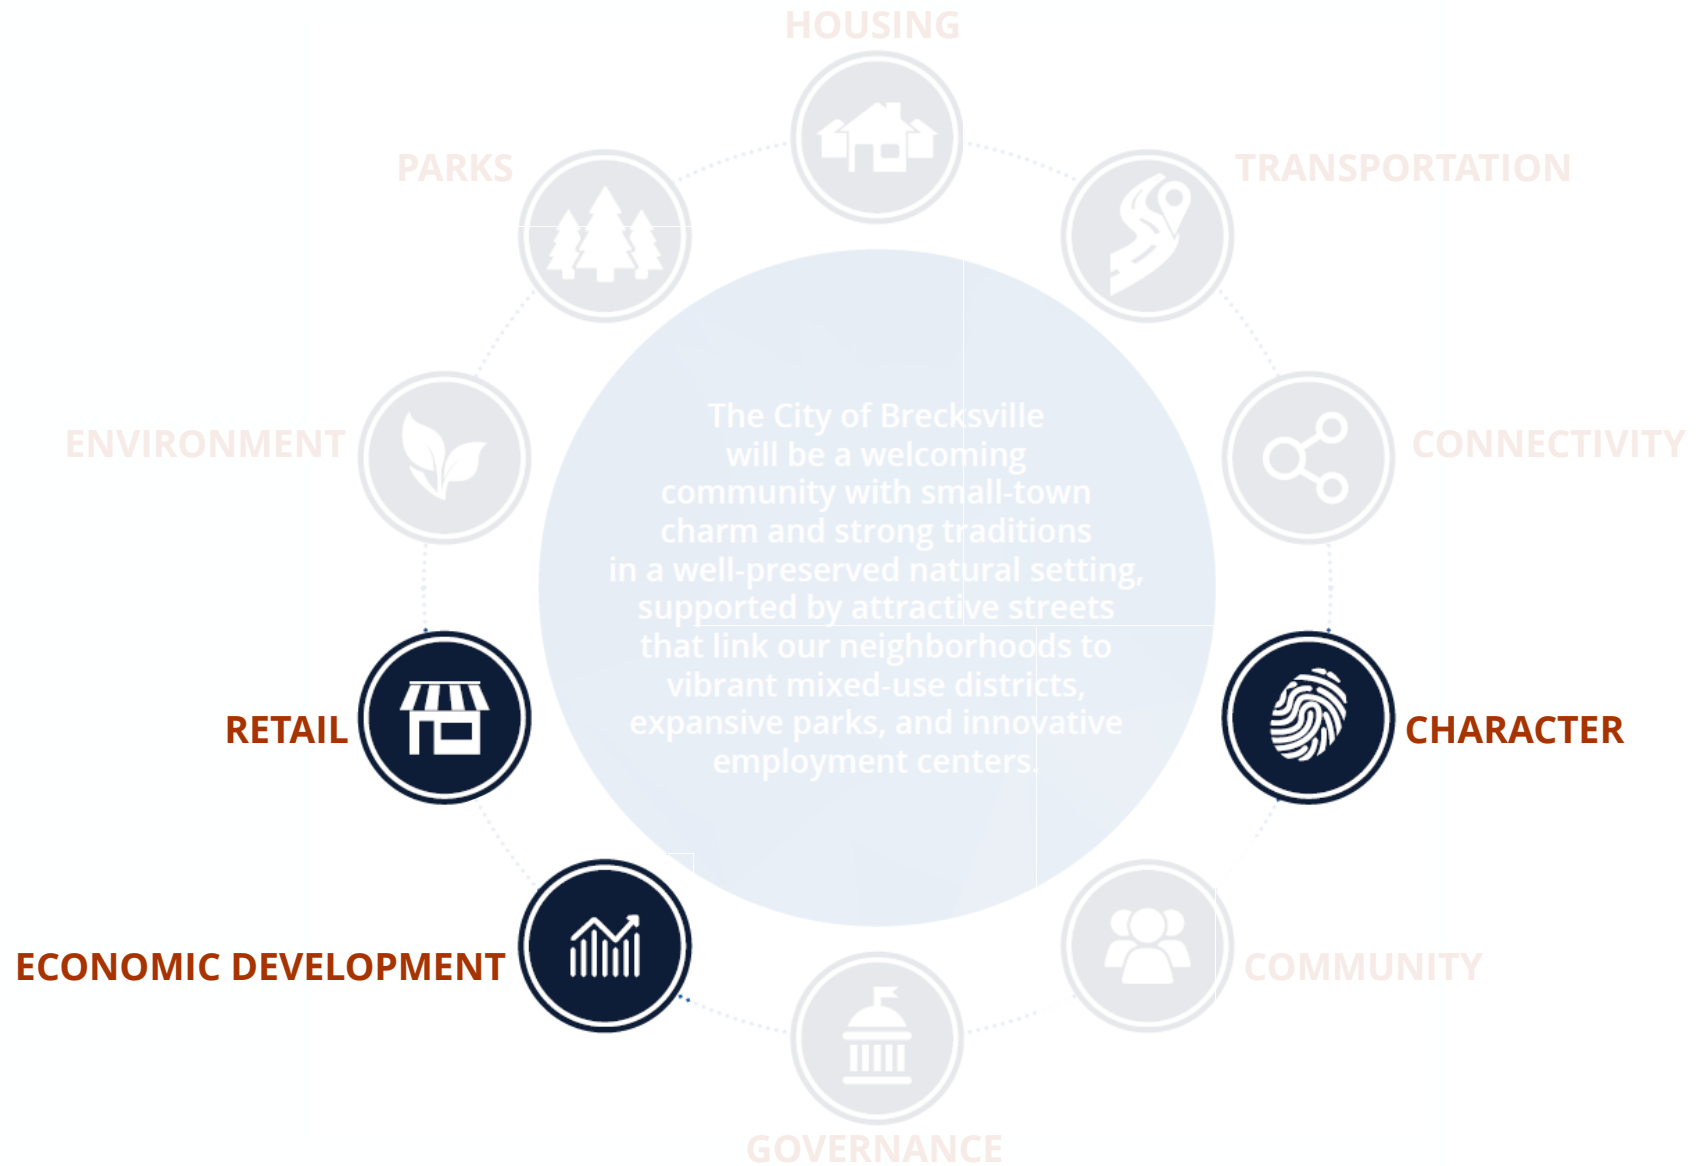 HOUSING
PARKS
TRANSPORTATION
ENVIRONMENT
CONNECTIVITY
The City of Brecksville
will be a welcoming
community with small-town
charm and strong traditions
in a well-preserved natural setting,
supported by attractive streets
that link our neighborhoods to
vibrant mixed-use districts,
expansive parks, and innovative
employment centers.
RETAIL
CHARACTER
ECONOMIC DEVELOPMENT
COMMUNITY
GOVERNANCE